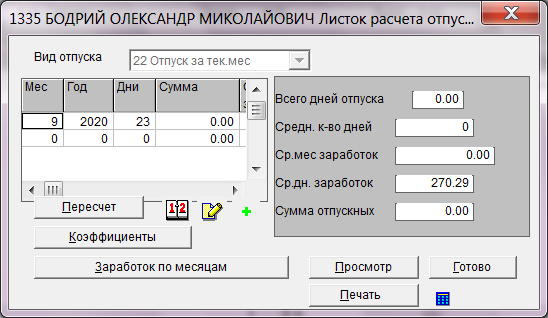 1335 БОДРИЙ ОЛЕКСАНДР МИКОЛАЙОВИЧ Листок расчета отпус...
Вид отпуска 22 Отпуск за тек.мес
Мес Год Дни Сумма
9 2020 23 0.00
0 0 0 0.00
Всего дней отпуска 0.00
Средн. к-во дней 0
Ср.мес заработок 0.00
Ср.дн. заработок 270.29
Сумма отпускных 0.00
Пересчет 12
Коэффициенты
Заработок по месяцам Просмотр Готово
Печать